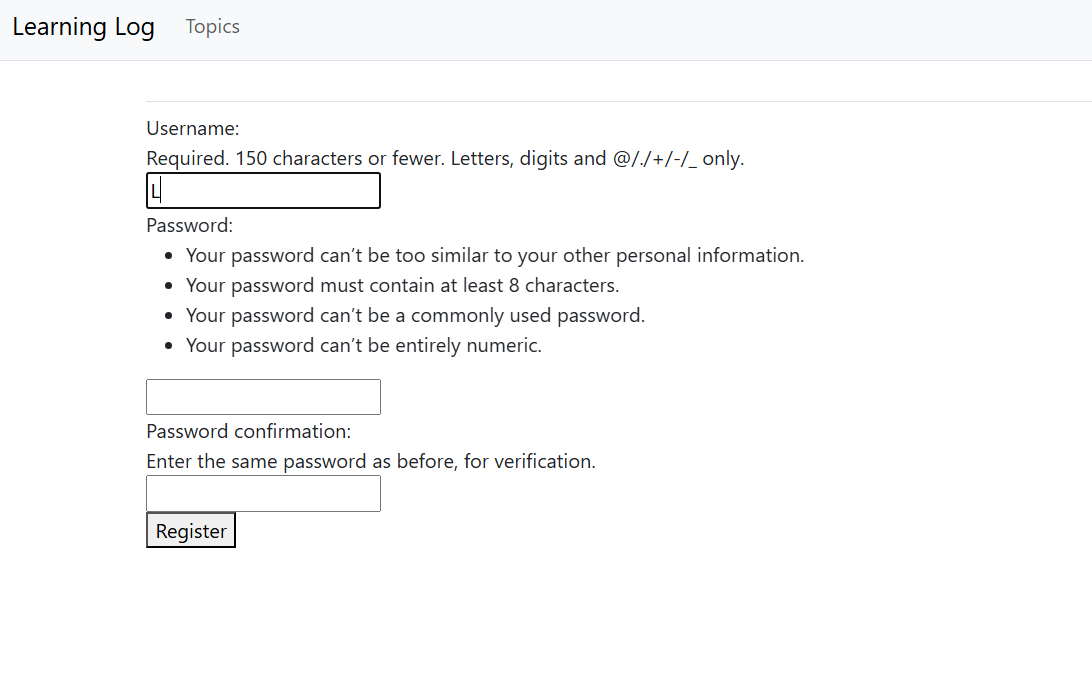 Learning Log Topics
Username:
Required. 150 characters or fewer. Letters, digits and @/./+/-/_ only.
L
Password:
Your password can’t be too similar to your other personal information.
Your password must contain at least 8 characters.
Your password can’t be a commonly used password.
Your password can’t be entirely numeric.
Password confirmation:
Enter the same password as before, for verification.
Register